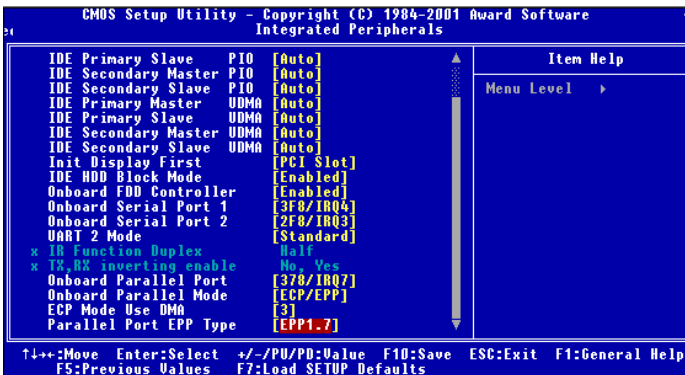 CMOS Setup Utility - Copyright (C) 1984-2001 Award Software
Integrated Peripherals
IDE Primary Slave PIO [Auto]
IDE Secondary Master PIO [Auto]
IDE Secondary Slave PIO [Auto]
IDE Primary Master UDMA [Auto]
IDE Primary Slave UDMA [Auto]
IDE Secondary Master UDMA [Auto]
IDE Secondary Slave UDMA [Auto]
Init Display First [PCI Slot]
IDE HDD Block Mode [Enabled]
Onboard FDD Controller [Enabled]
Onboard Serial Port 1 [3F8/IRQ4]
Onboard Serial Port 2 [2F8/IRQ3]
UART 2 Mode [Standard]
x IR Function Duplex Half
x TX,RX inverting enable No, Yes
Onboard Parallel Port [378/IRQ7]
Onboard Parallel Mode [ECP/EPP]
ECP Mode Use DMA [3]
Parallel Port EPP Type [EPP1.7]
Item Help
Menu Level ▸
↑↓→←:Move Enter:Select +/-/PU/PD:Value F10:Save ESC:Exit F1:General Help
F5:Previous Values F7:Load SETUP Defaults